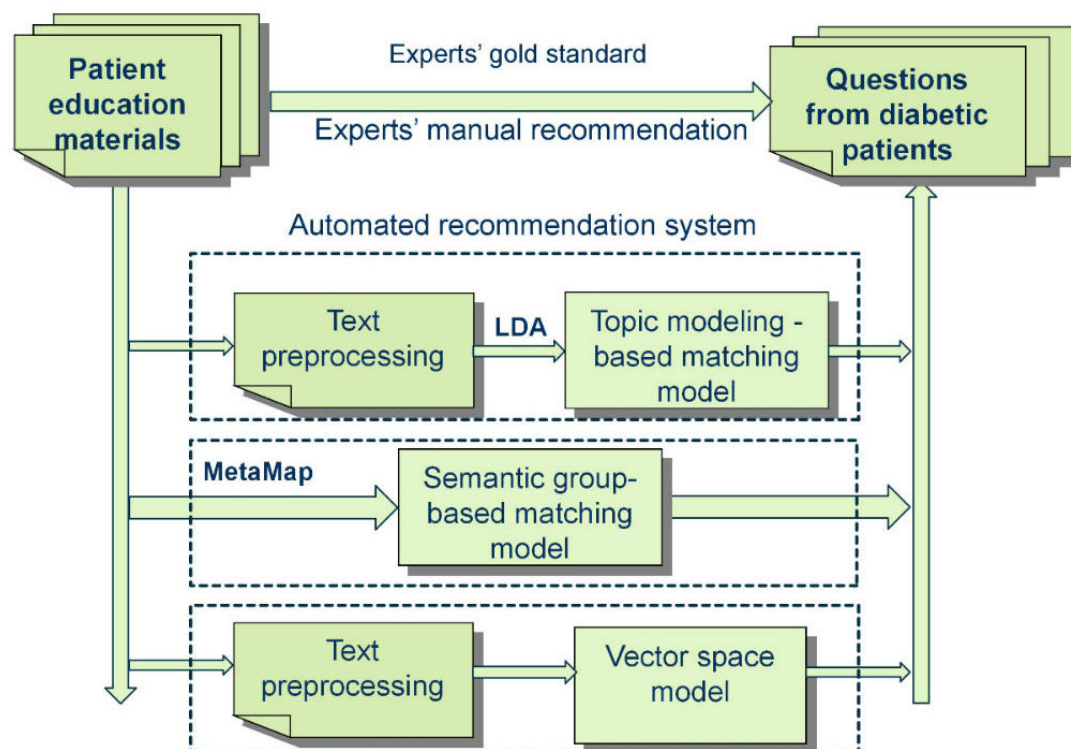 Patient
education
materials
Experts’ gold standard
Experts’ manual recommendation
Questions
from diabetic
patients
Automated recommendation system
Text
preprocessing
LDA
Topic modeling -
based matching
model
MetaMap
Semantic group-
based matching
model
Text
preprocessing
Vector space
model